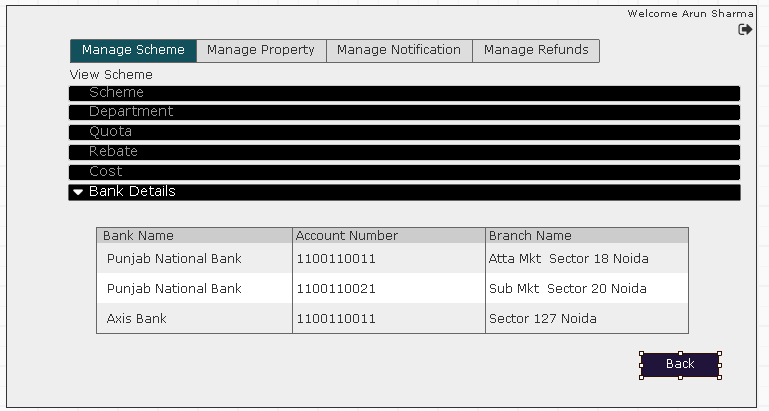 Welcome Arun Sharma
Manage Scheme Manage Property Manage Notification Manage Refunds
View Scheme
Scheme
Department
Quota
Rebate
Cost
Bank Details
Bank Name Account Number Branch Name
Punjab National Bank 1100110011 Atta Mkt Sector 18 Noida
Punjab National Bank 1100110021 Sub Mkt Sector 20 Noida
Axis Bank 1100110011 Sector 127 Noida
Back